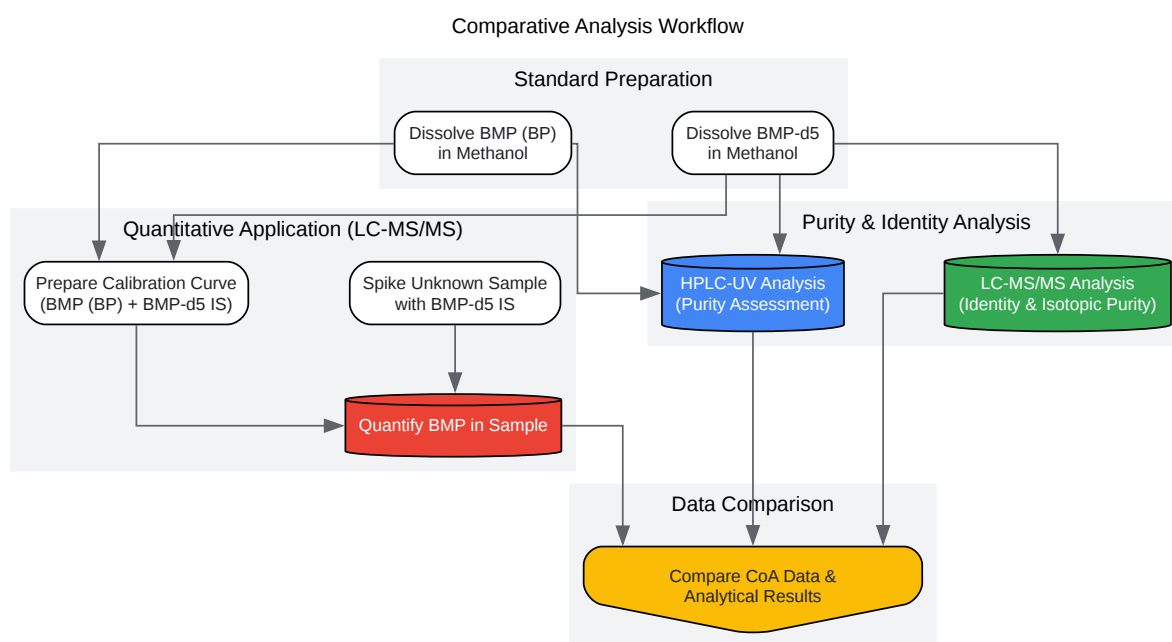 Comparative Analysis Workflow
Standard Preparation
Dissolve BMP (BP)
in Methanol
Dissolve BMP-d5
in Methanol
Quantitative Application (LC-MS/MS)
Purity & Identity Analysis
Prepare Calibration Curve
(BMP (BP) + BMP-d5 IS)
Spike Unknown Sample
with BMP-d5 IS
HPLC-UV Analysis
(Purity Assessment)
LC-MS/MS Analysis
(Identity & Isotopic Purity)
Quantify BMP in Sample
Data Comparison
Compare CoA Data &
Analytical Results